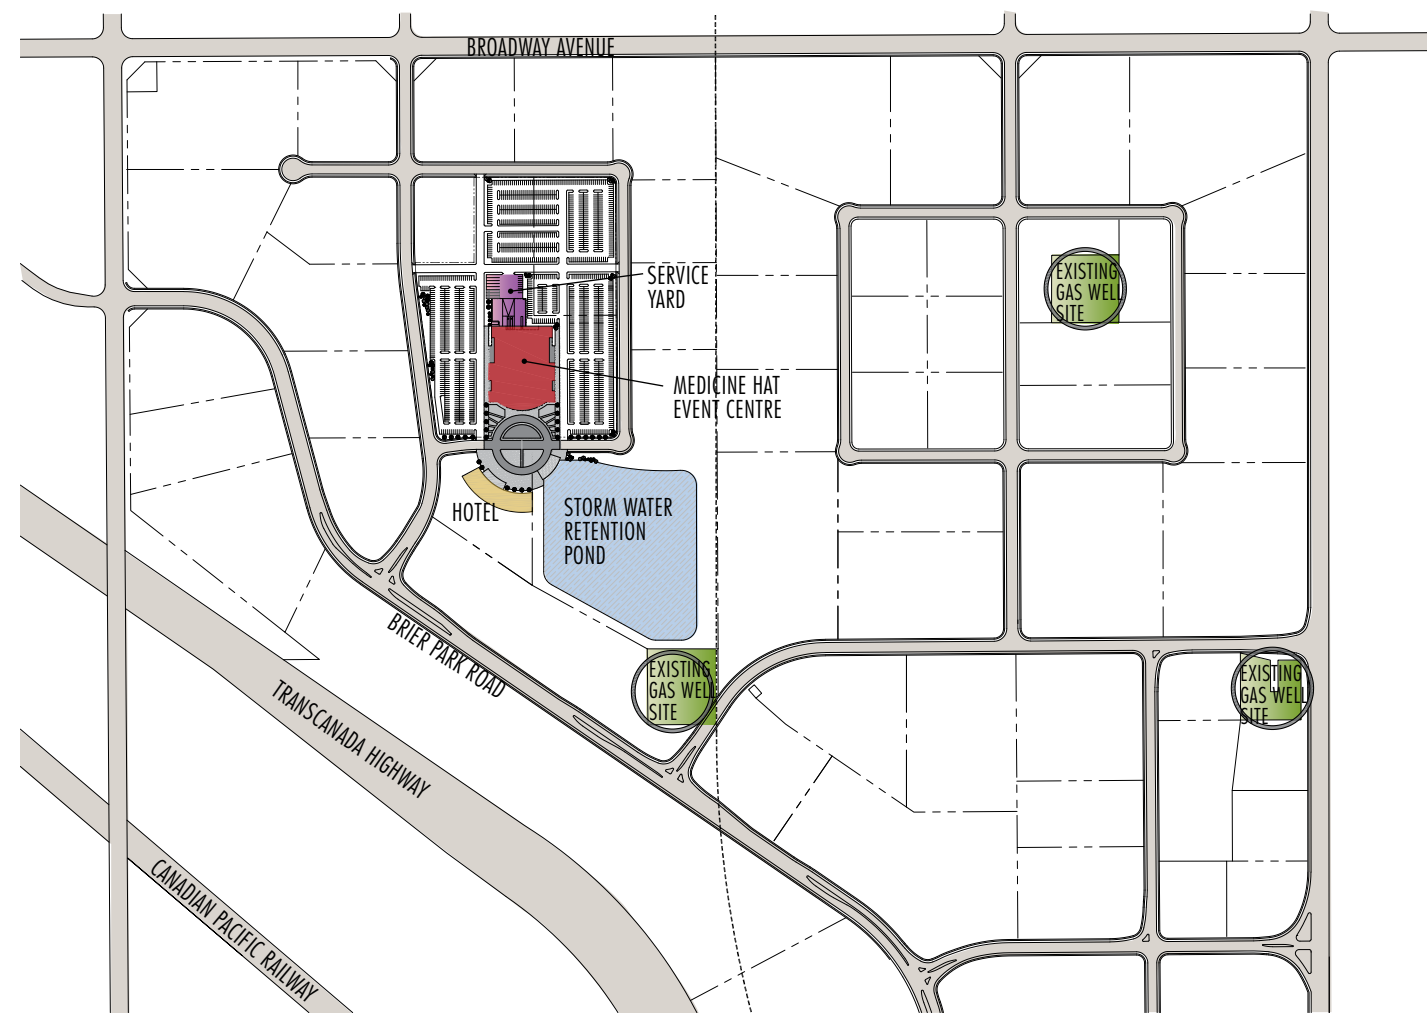 BROADWAY AVENUE
SERVICE
YARD
EXISTING
GAS WELL
SITE
MEDICINE HAT
EVENT CENTRE
HOTEL
STORM WATER
RETENTION
POND
BRIER PARK ROAD
EXISTING
GAS WELL
SITE
EXISTING
GAS WELL
SITE
TRANSCANADA HIGHWAY
CANADIAN PACIFIC RAILWAY